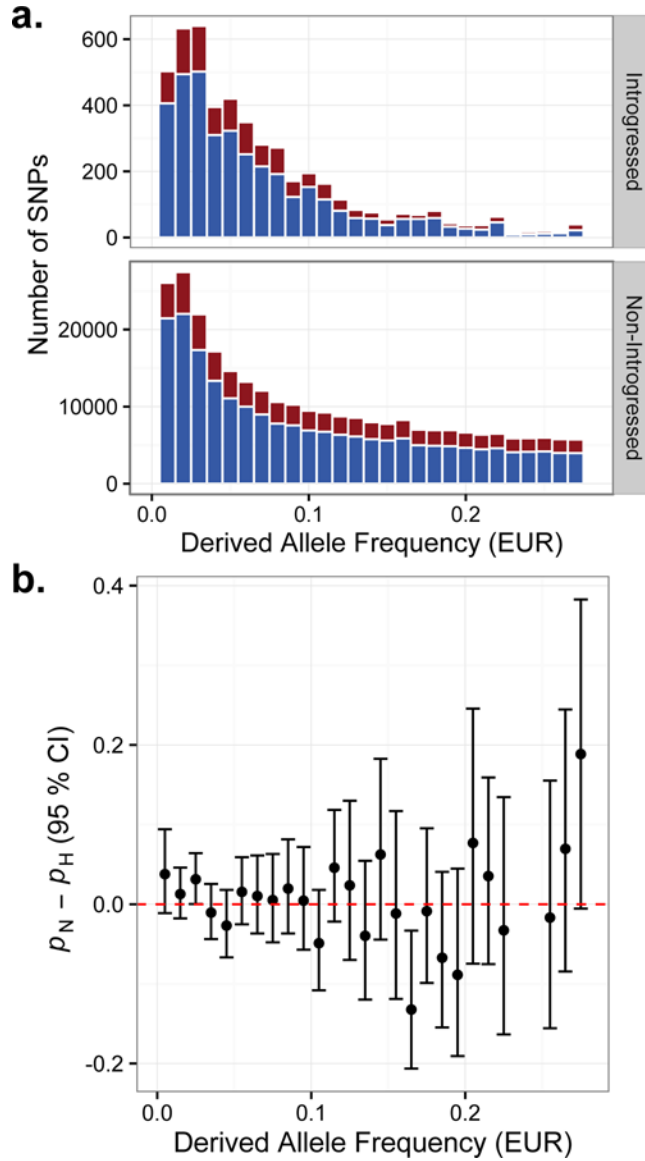 a.
Number of SNPs
600
400
200
0
Introgressed
20000
10000
0
Non-Introgressed
0.0
0.1
0.2
Derived Allele Frequency (EUR)
b.
pN − pH (95 % CI)
0.4
0.2
0.0
-0.2
0.0
0.1
0.2
Derived Allele Frequency (EUR)